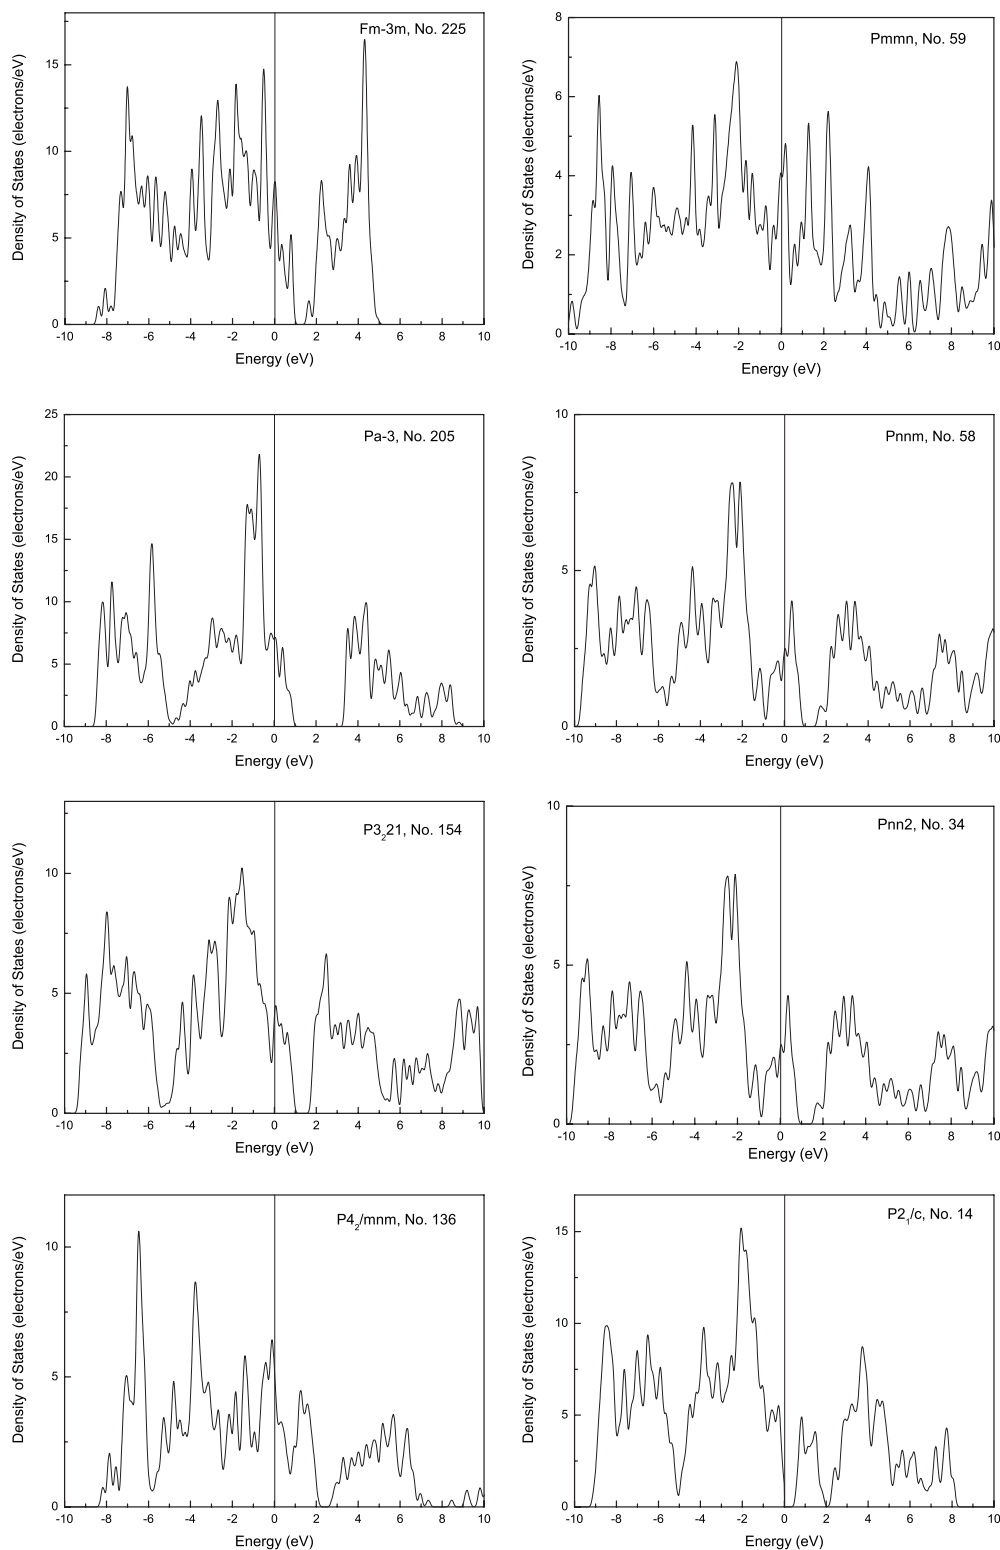 Fm-3m, No. 225
Density of States (electrons/eV)
15
10
5
0
-10 -8 -6 -4 -2 0 2 4 6 8 10
Energy (eV)
Pmmn, No. 59
Density of States (electrons/eV)
8
6
4
2
0
-10 -8 -6 -4 -2 0 2 4 6 8 10
Energy (eV)
Pa-3, No. 205
Density of States (electrons/eV)
25
20
15
10
5
0
-10 -8 -6 -4 -2 0 2 4 6 8 10
Energy (eV)
Pnnm, No. 58
Density of States (electrons/eV)
10
5
0
-10 -8 -6 -4 -2 0 2 4 6 8 10
Energy (eV)
P3₂21, No. 154
Density of States (electrons/eV)
10
5
0
-10 -8 -6 -4 -2 0 2 4 6 8 10
Energy (eV)
Pnn2, No. 34
Density of States (electrons/eV)
10
5
0
-10 -8 -6 -4 -2 0 2 4 6 8 10
Energy (eV)
P4₂/mnm, No. 136
Density of States (electrons/eV)
10
5
0
-10 -8 -6 -4 -2 0 2 4 6 8 10
Energy (eV)
P2₁/c, No. 14
Density of States (electrons/eV)
15
10
5
0
-10 -8 -6 -4 -2 0 2 4 6 8 10
Energy (eV)